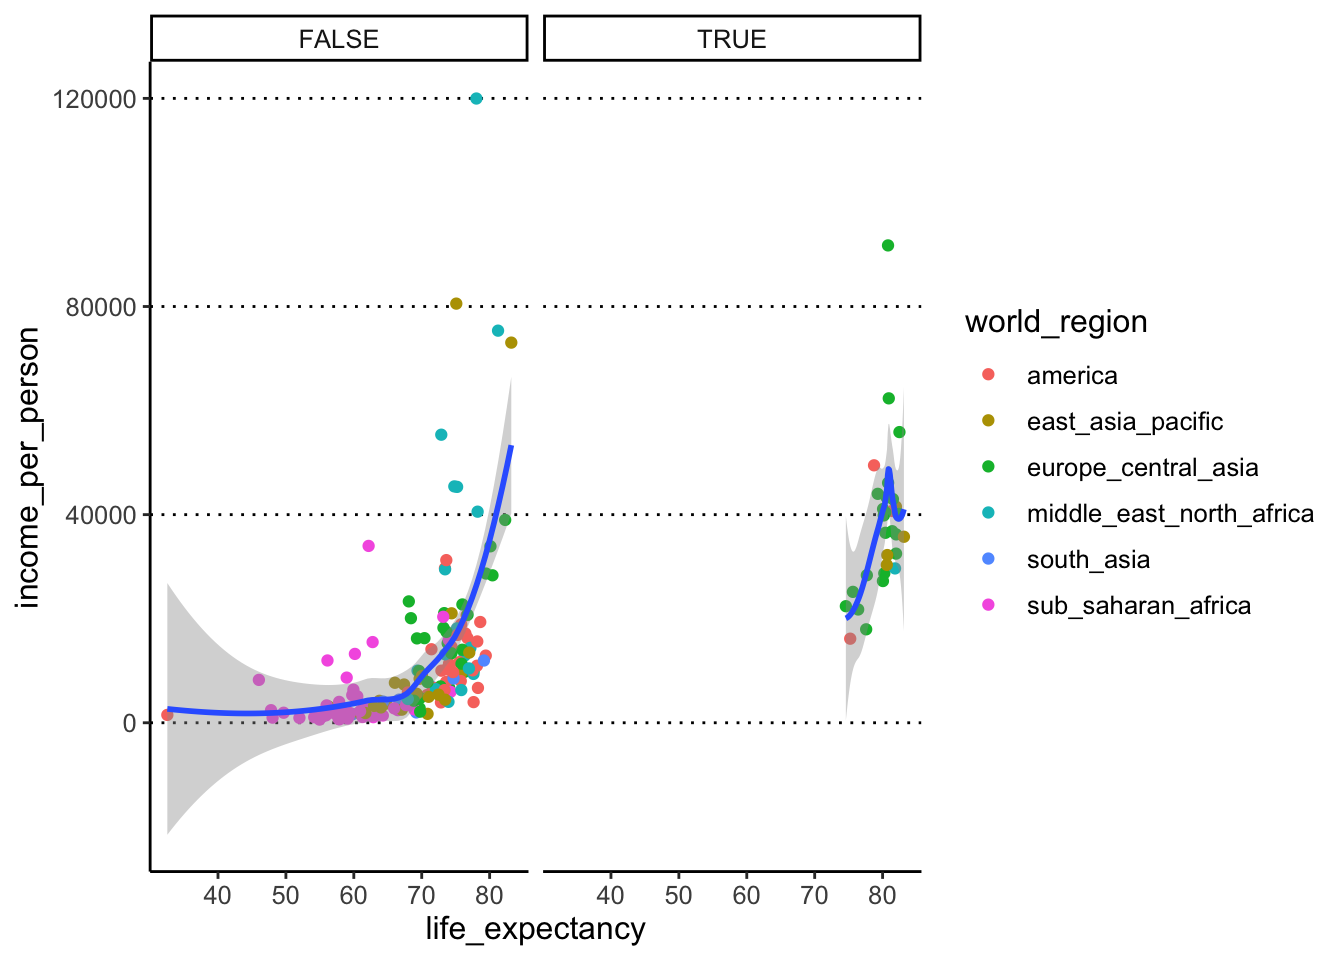 FALSE
TRUE
120000
80000
40000
0
income_per_person
40 50 60 70 80
40 50 60 70 80
life_expectancy
world_region
america
east_asia_pacific
europe_central_asia
middle_east_north_africa
south_asia
sub_saharan_africa